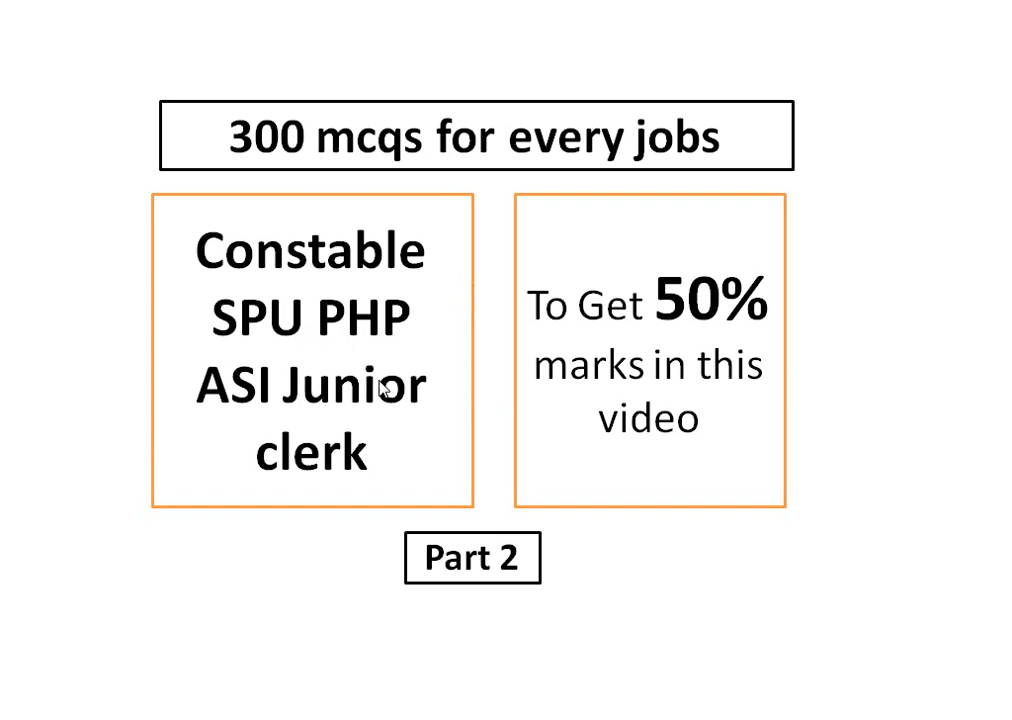 300 mcqs for every jobs
Constable
SPU PHP
ASI Junior
clerk
To Get 50%
marks in this
video
Part 2